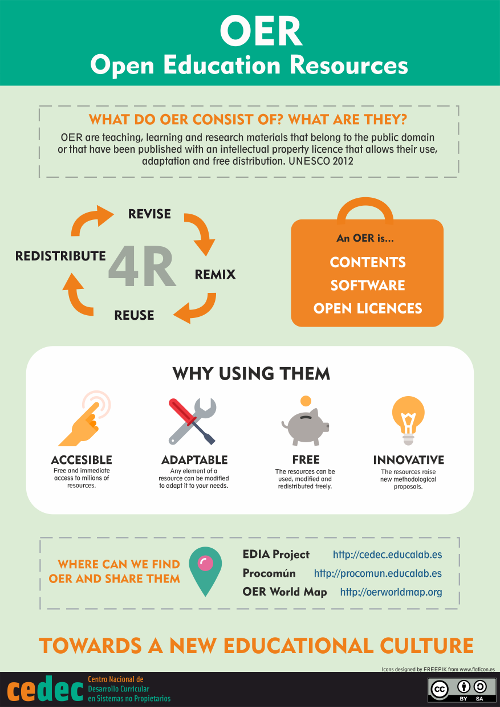 OER
Open Education Resources
WHAT DO OER CONSIST OF? WHAT ARE THEY?
OER are teaching, learning and research materials that belong to the public domain
or that have been published with an intellectual property licence that allows their use,
adaptation and free distribution. UNESCO 2012
REVISE
REDISTRIBUTE
4R
REMIX
REUSE
An OER is...
CONTENTS
SOFTWARE
OPEN LICENCES
WHY USING THEM
ACCESIBLE
Free and immediate
access to milions of
resources.
ADAPTABLE
Any element of a
resource can be modified
to adapt it to your needs.
FREE
The resources can be
used, modified and
redistributed freely.
INNOVATIVE
The resources raise
new methodological
proposals.
WHERE CAN WE FIND
OER AND SHARE THEM
EDIA Project http://cedec.educalab.es
Procomún http://procomun.educalab.es
OER World Map http://oerworldmap.org
TOWARDS A NEW EDUCATIONAL CULTURE
Icons designed by FREEPIK from www.flaticon.es
cedec
Centro Nacional de
Desarrollo Curricular
en Sistemas no Propietarios
cc
BY SA